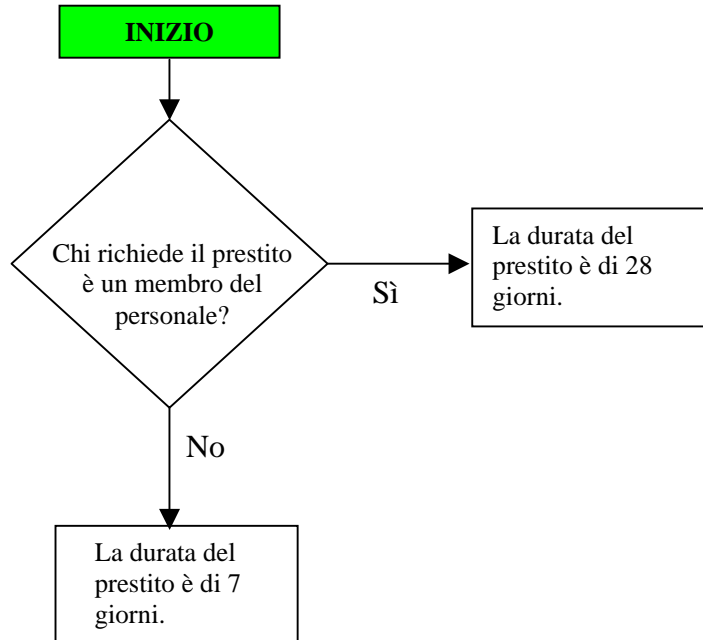 INIZIO
Chi richiede il prestito
è un membro del
personale?
Sì
La durata del
prestito è di 28
giorni.
No
La durata del
prestito è di 7
giorni.